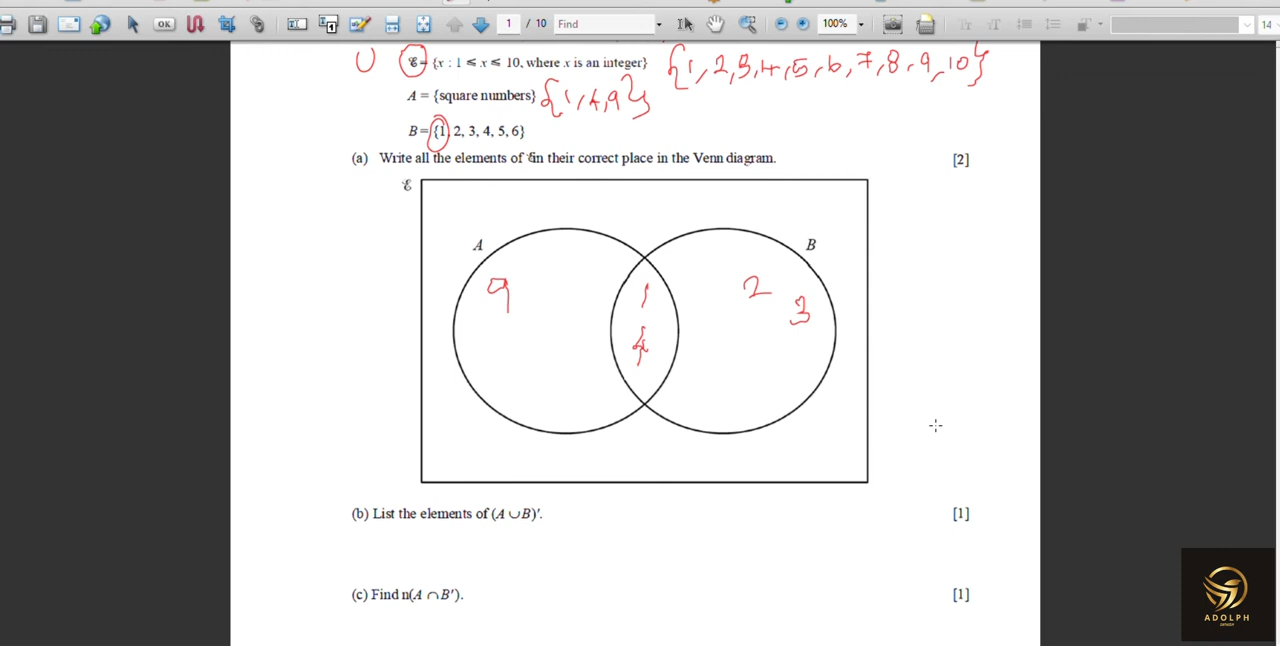 OK
1 / 10 Find 100% 14
U ℰ = {x : 1 ⩽ x ⩽ 10, where x is an integer} {1, 2, 3, 4, 5, 6, 7, 8, 9, 10}
A = {square numbers} {1, 4, 9}
B = {1, 2, 3, 4, 5, 6}
(a) Write all the elements of ℰ in their correct place in the Venn diagram. [2]
ℰ
A B
9 1 2
3
4
(b) List the elements of (A ∪ B)′. [1]
(c) Find n(A ∩ B′). [1]
ADOLPH